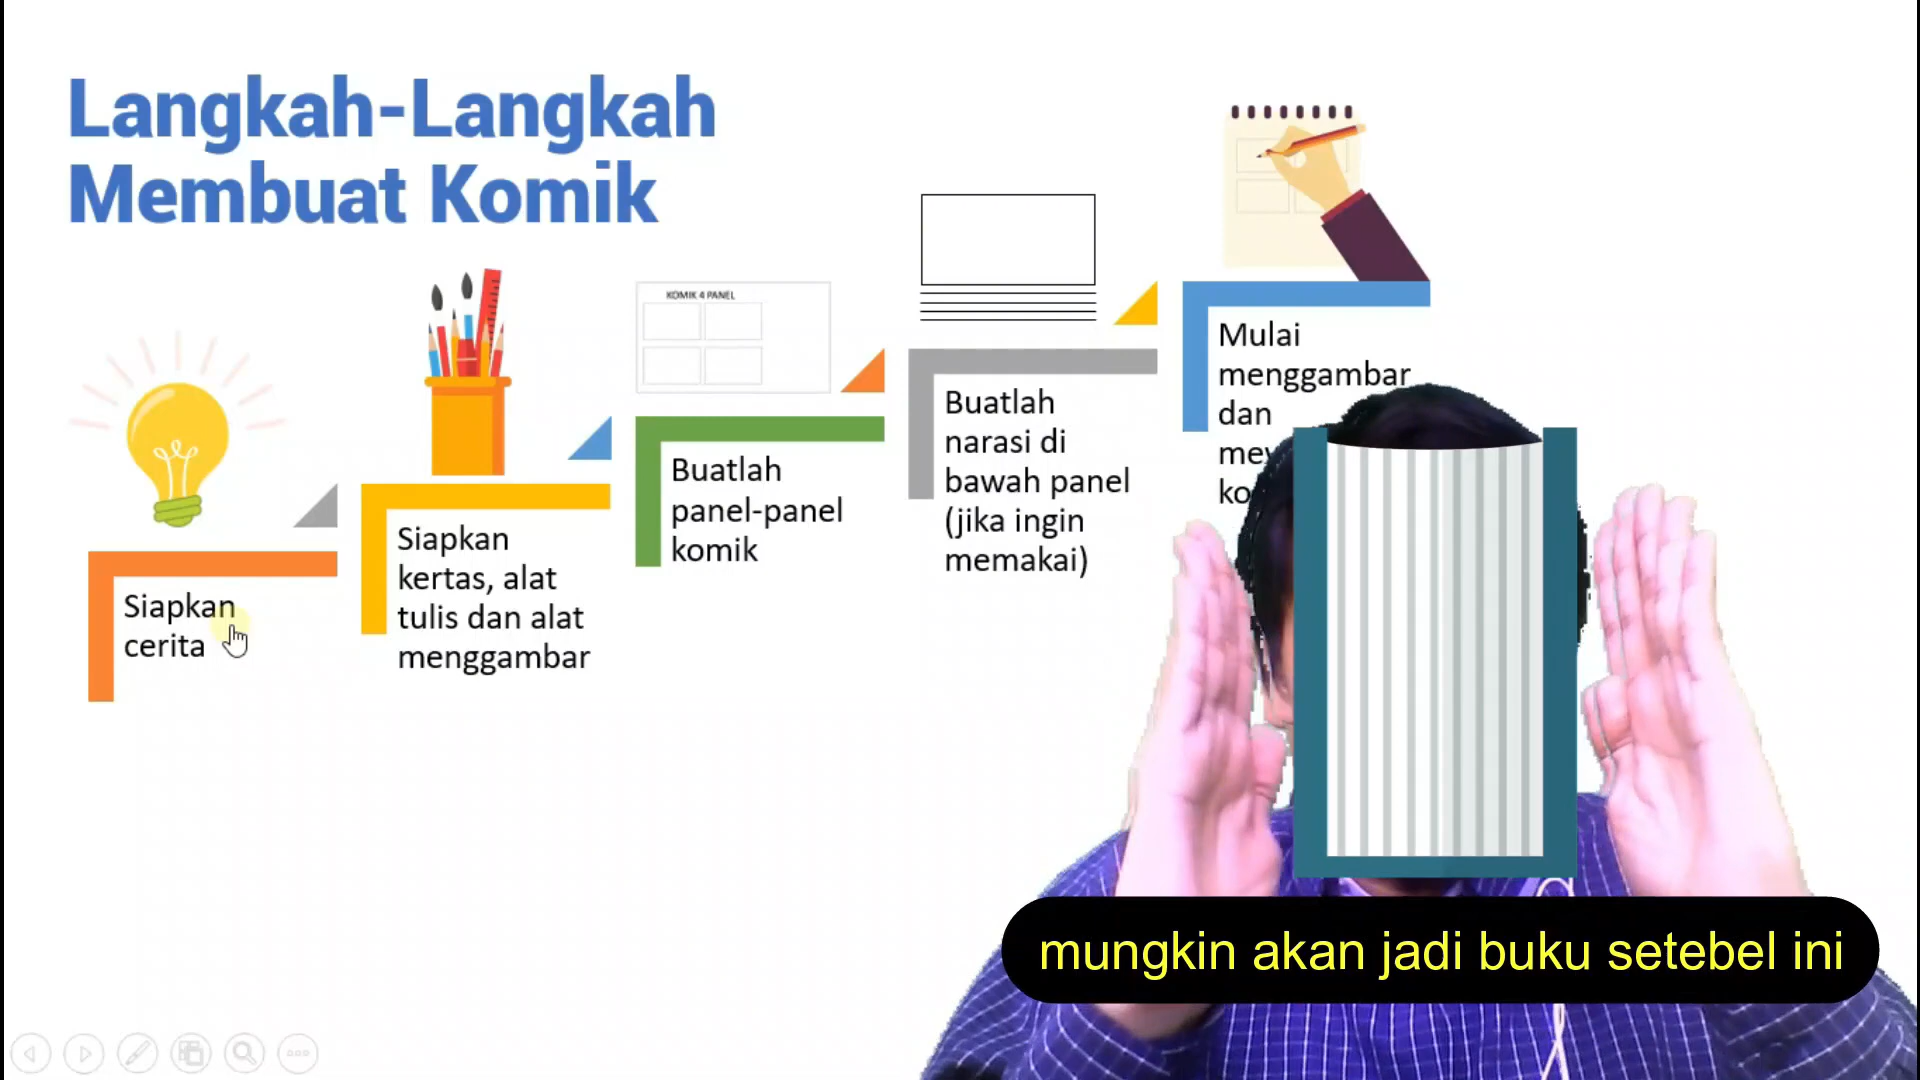 Langkah-Langkah
Membuat Komik
Siapkan
cerita
Siapkan
kertas, alat
tulis dan alat
menggambar
KOMIK 4 PANEL
Buatlah
panel-panel
komik
Buatlah
narasi di
bawah panel
(jika ingin
memakai)
Mulai
menggambar
dan
mungkin akan jadi buku setebel ini